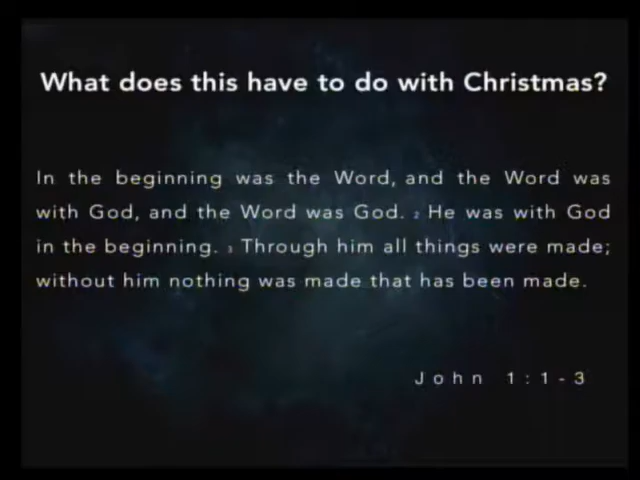 What does this have to do with Christmas?
In the beginning was the Word, and the Word was
with God, and the Word was God. 2 He was with God
in the beginning. 3 Through him all things were made;
without him nothing was made that has been made.
John 1:1-3